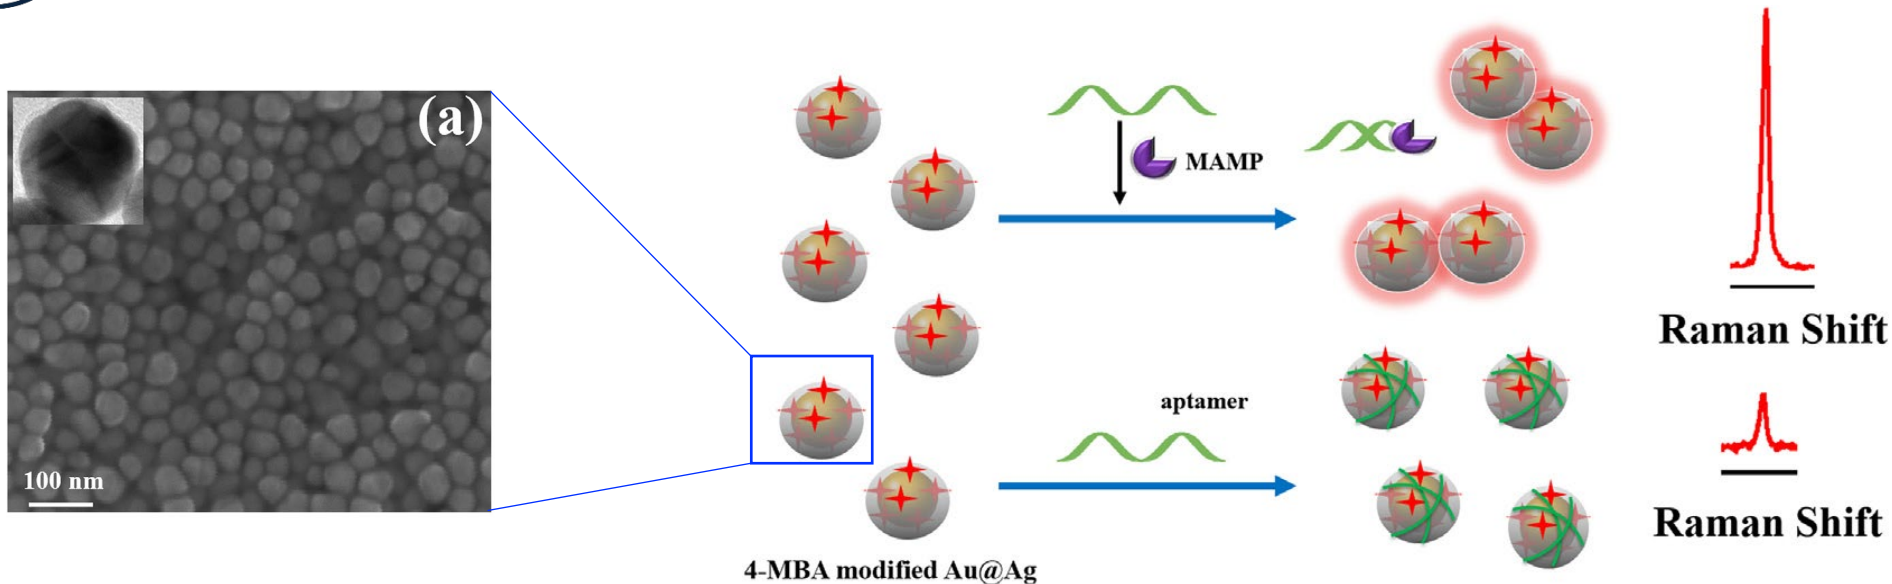 (a)
100 nm
MAMP
aptamer
4-MBA modified Au@Ag
Raman Shift
Raman Shift